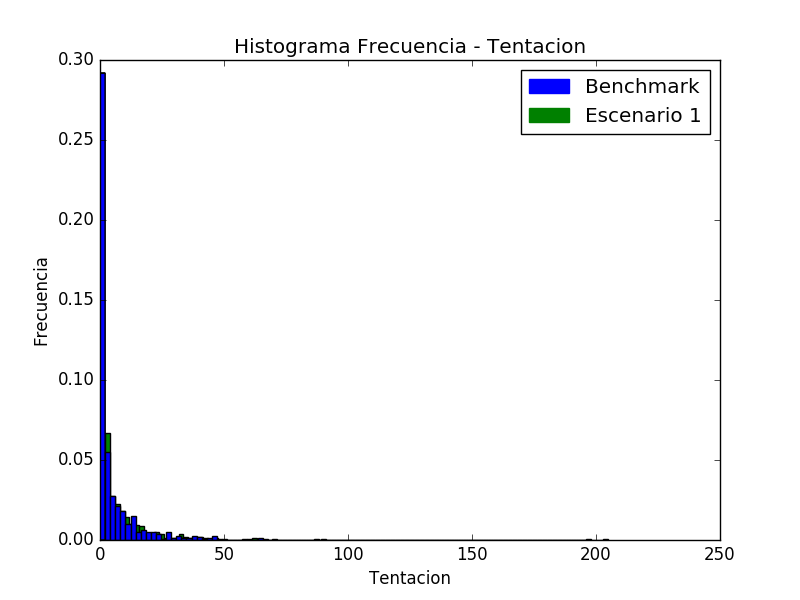 Histograma Frecuencia - Tentacion
Benchmark
Escenario 1
0.30
0.25
0.20
0.15
0.10
0.05
0.00
Frecuencia
0 50 100 150 200 250
Tentacion